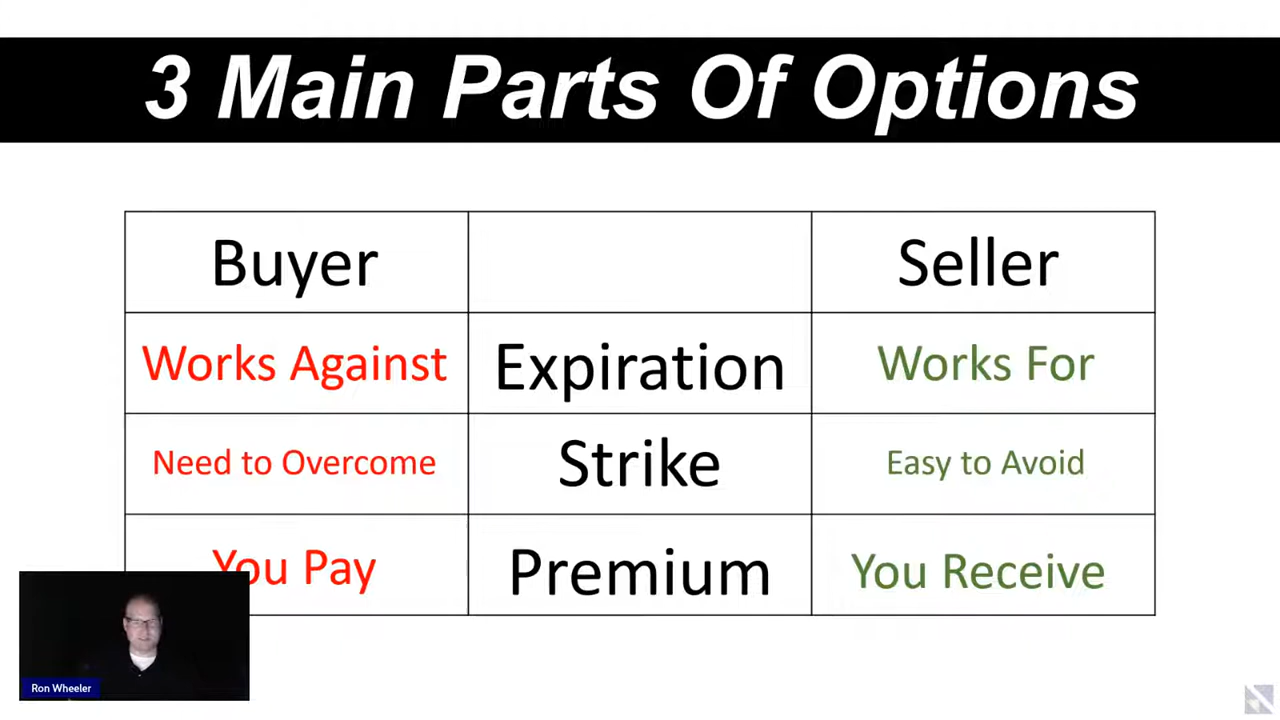 3 Main Parts Of Options
Buyer Seller
Works Against Expiration Works For
Need to Overcome Strike Easy to Avoid
You Pay Premium You Receive
Ron Wheeler